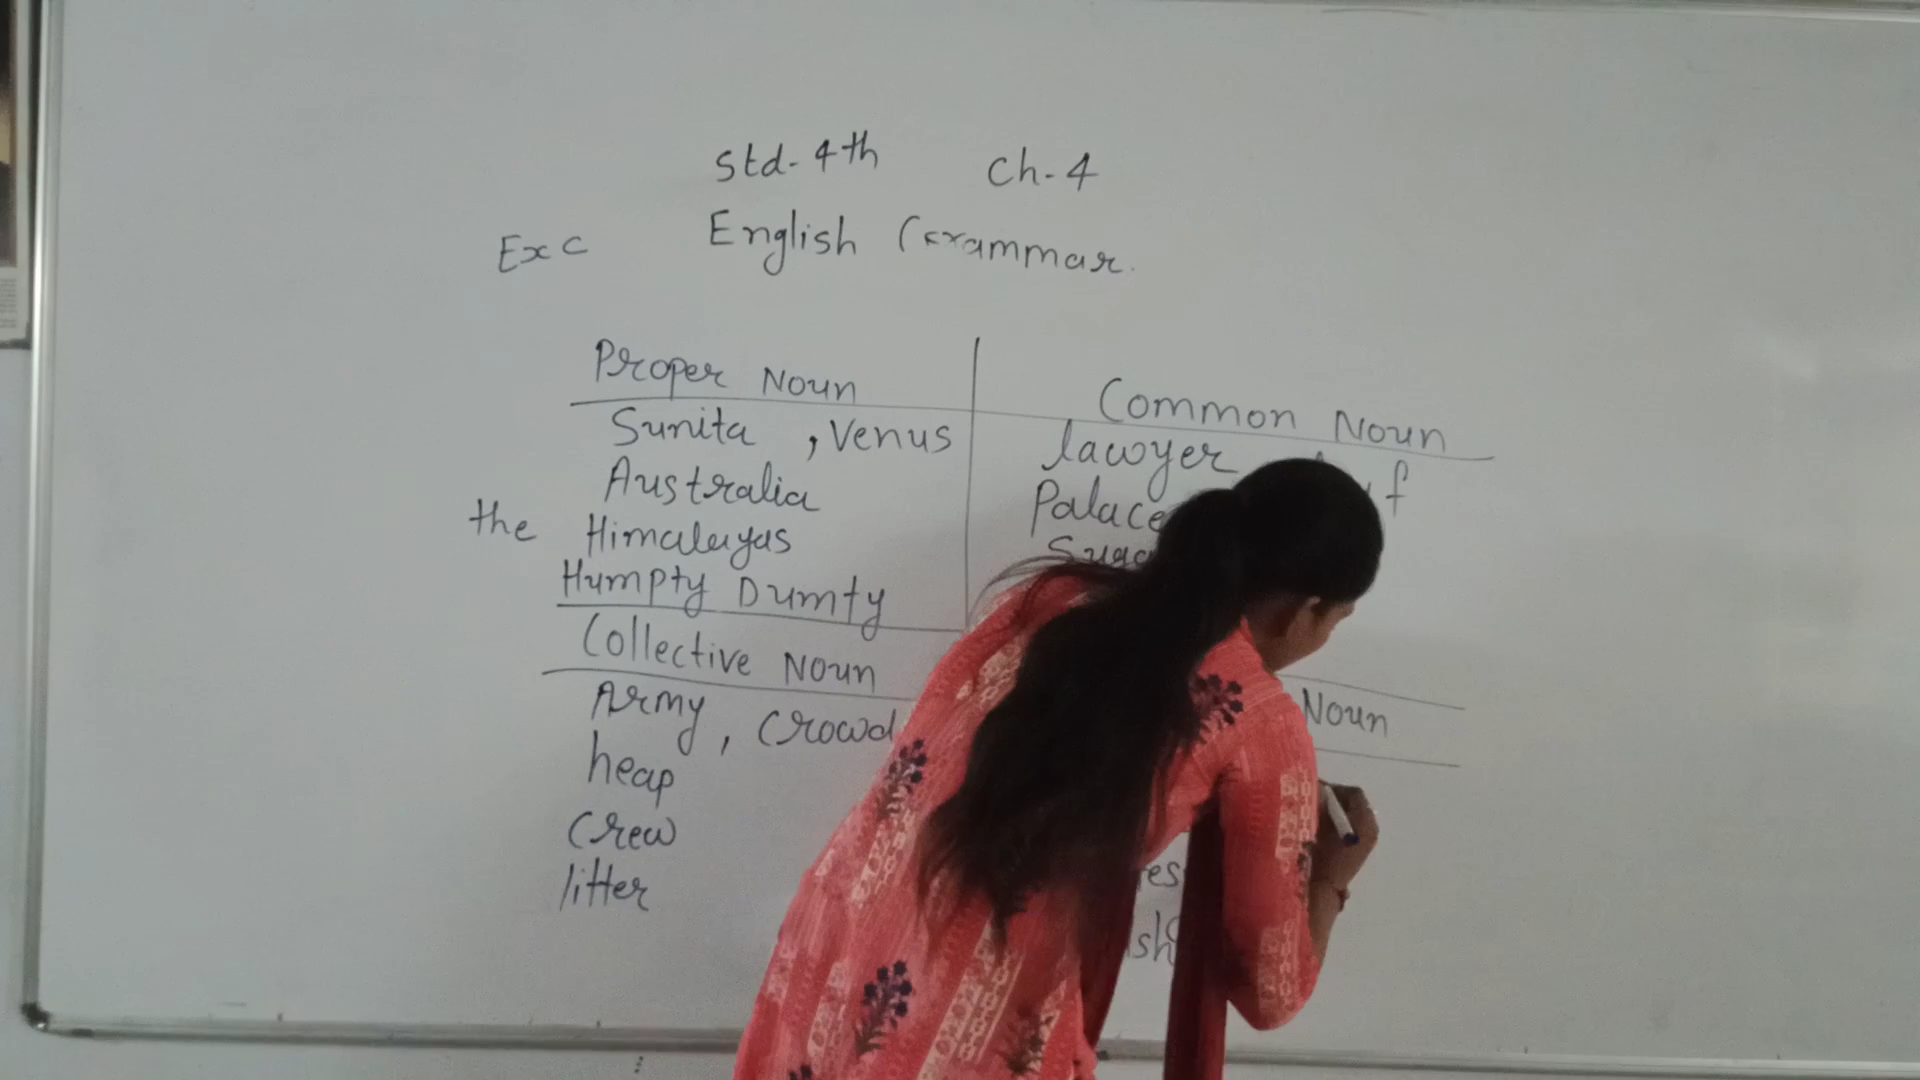 Std-4th Ch-4
Ex C English Grammar.
Proper Noun
Sunita , Venus
Australia
the Himalayas
Humpty Dumty
Common Noun
lawyer
Palace
Collective Noun
Army, Crowd
heap
Crew
litter
Noun